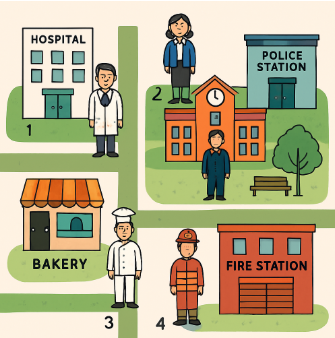 HOSPITAL
1
2
POLICE
STATION
BAKERY
3
4
FIRE STATION